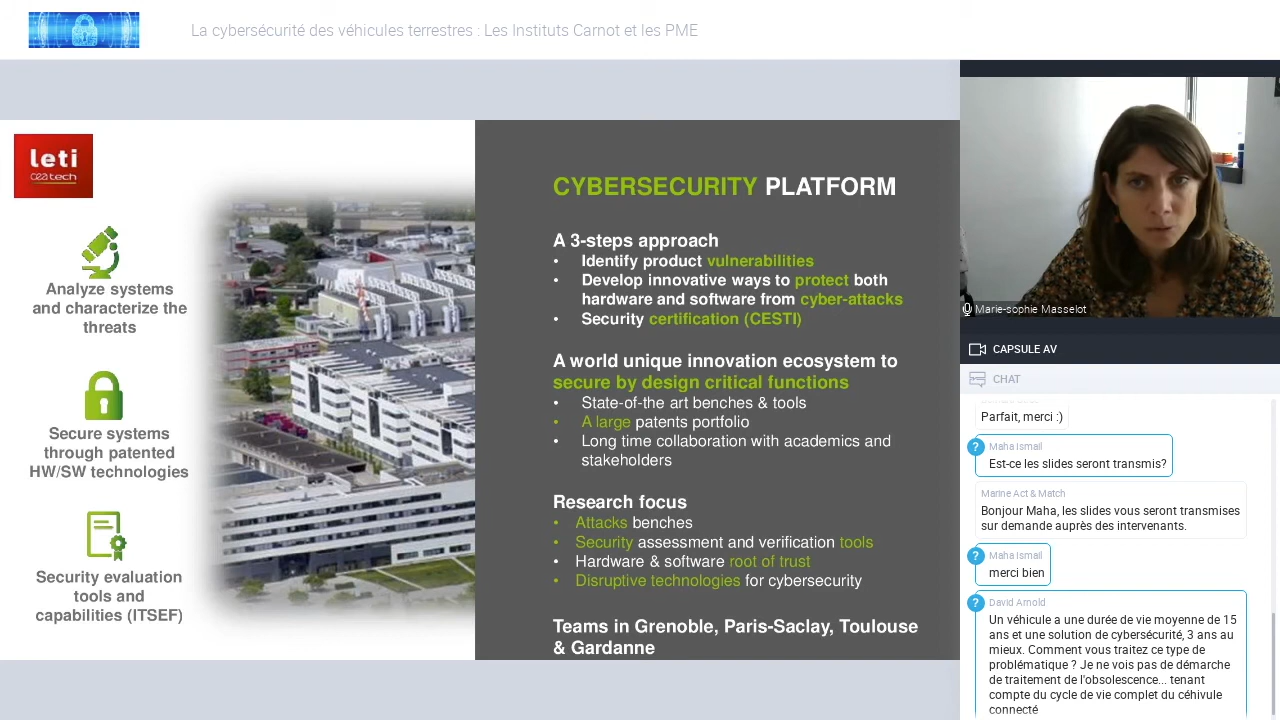 La cybersécurité des véhicules terrestres : Les Instituts Carnot et les PME
leti
ceatech
Analyze systems
and characterize the
threats
Secure systems
through patented
HW/SW technologies
Security evaluation
tools and
capabilities (ITSEF)
CYBERSECURITY PLATFORM
A 3-steps approach
• Identify product vulnerabilities
• Develop innovative ways to protect both
hardware and software from cyber-attacks
• Security certification (CESTI)
A world unique innovation ecosystem to
secure by design critical functions
• State-of-the art benches & tools
• A large patents portfolio
• Long time collaboration with academics and
stakeholders
Research focus
• Attacks benches
• Security assessment and verification tools
• Hardware & software root of trust
• Disruptive technologies for cybersecurity
Teams in Grenoble, Paris-Saclay, Toulouse
& Gardanne
Marie-sophie Masselot
CAPSULE AV
CHAT
Parfait, merci :)
?
Maha Ismail
Est-ce les slides seront transmis?
Marine Act & Match
Bonjour Maha, les slides vous seront transmises
sur demande auprès des intervenants.
?
Maha Ismail
merci bien
?
David Arnold
Un véhicule a une durée de vie moyenne de 15
ans et une solution de cybersécurité, 3 ans au
mieux. Comment vous traitez ce type de
problématique ? Je ne vois pas de démarche
de traitement de l'obsolescence... tenant
compte du cycle de vie complet du céhivule
connecté